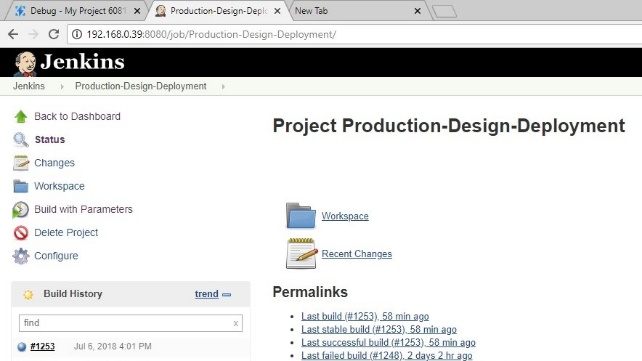 Debug - My Project 6081
Production-Design-Deplo
New Tab
192.168.0.39:8080/job/Production-Design-Deployment/
Jenkins
Jenkins
Production-Design-Deployment
Back to Dashboard
Status
Changes
Workspace
Build with Parameters
Delete Project
Configure
Build History
trend
find
x
#1253
Jul 6, 2018 4:01 PM
Project Production-Design-Deployment
Workspace
Recent Changes
Permalinks
Last build (#1253), 58 min ago
Last stable build (#1253), 58 min ago
Last successful build (#1253), 58 min ago
Last failed build (#1248), 2 days 2 hr ago